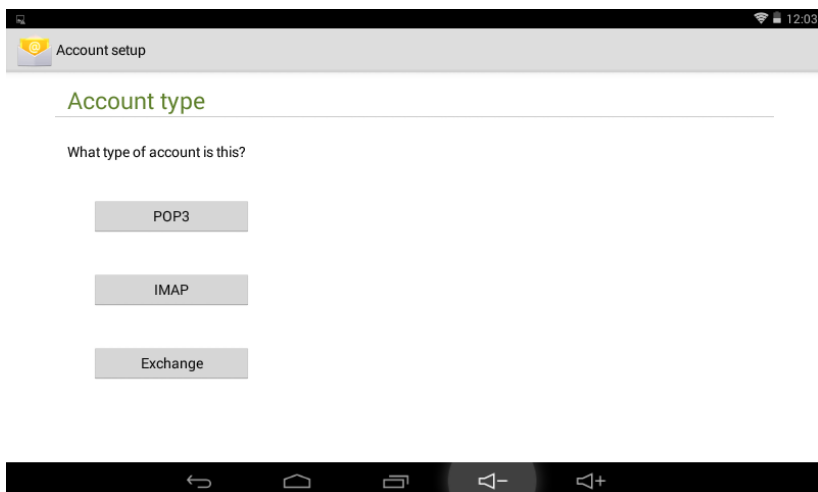 12:03
Account setup
Account type
What type of account is this?
POP3
IMAP
Exchange